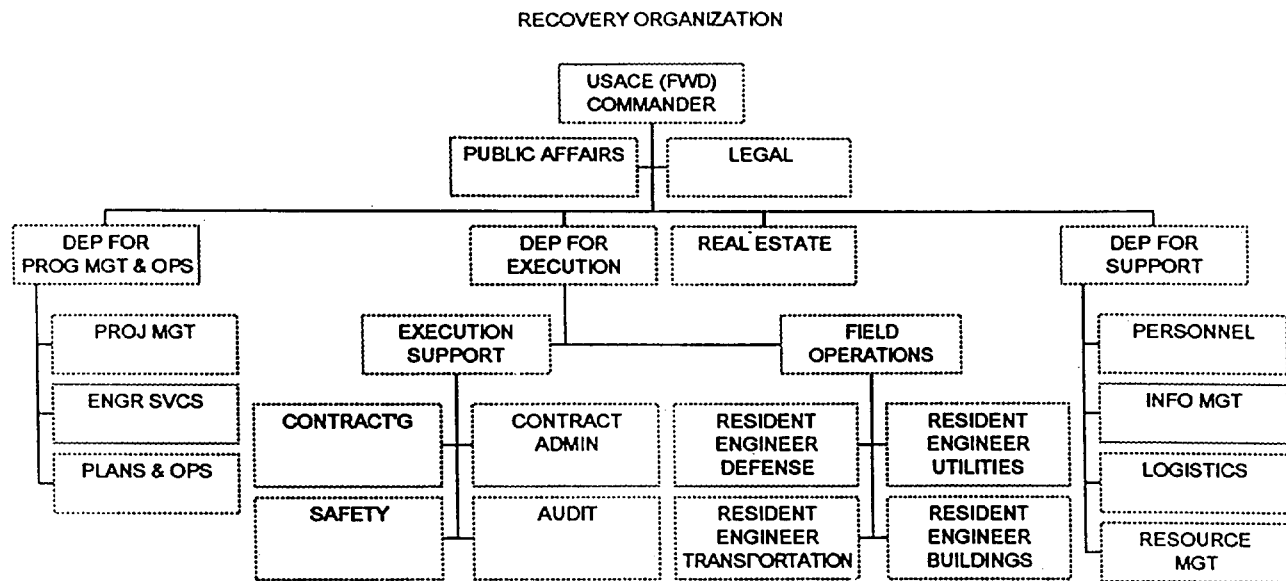 RECOVERY ORGANIZATION
USACE (FWD)
COMMANDER
PUBLIC AFFAIRS
LEGAL
DEP FOR
PROG MGT & OPS
DEP FOR
EXECUTION
REAL ESTATE
DEP FOR
SUPPORT
PROJ MGT
ENGR SVCS
PLANS & OPS
EXECUTION
SUPPORT
CONTRACT'G
CONTRACT
ADMIN
SAFETY
AUDIT
FIELD
OPERATIONS
RESIDENT
ENGINEER
DEFENSE
RESIDENT
ENGINEER
UTILITIES
RESIDENT
ENGINEER
TRANSPORTATION
RESIDENT
ENGINEER
BUILDINGS
PERSONNEL
INFO MGT
LOGISTICS
RESOURCE
MGT